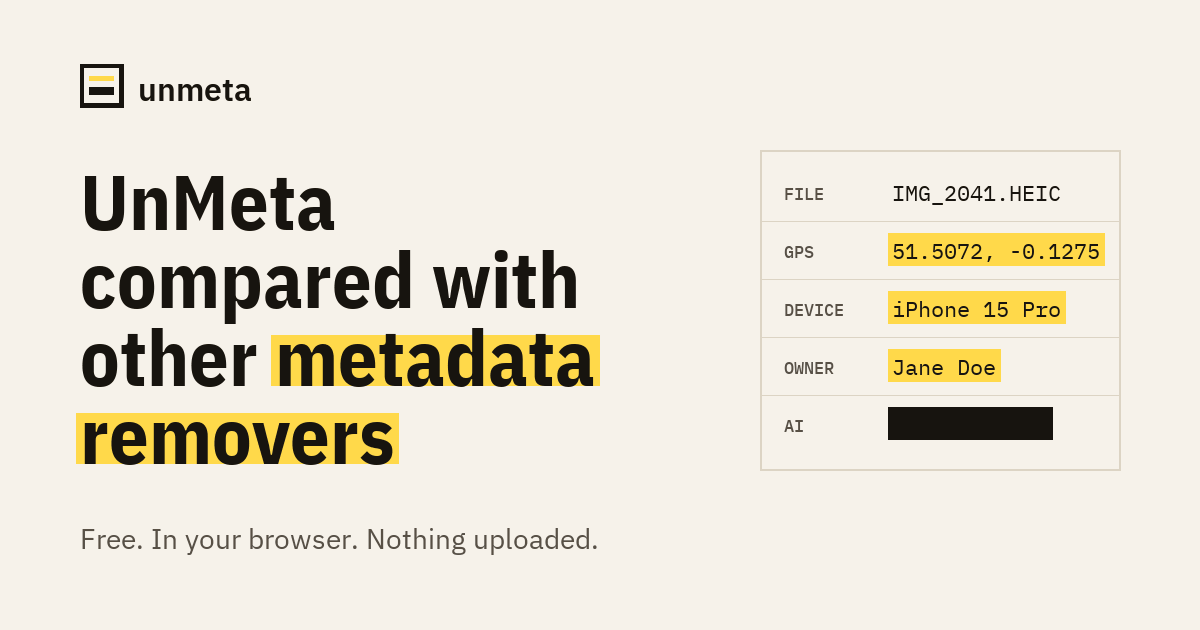 unmeta
UnMeta
compared with
other metadata
removers
Free. In your browser. Nothing uploaded.
FILE IMG_2041.HEIC
GPS 51.5072, -0.1275
DEVICE iPhone 15 Pro
OWNER Jane Doe
AI